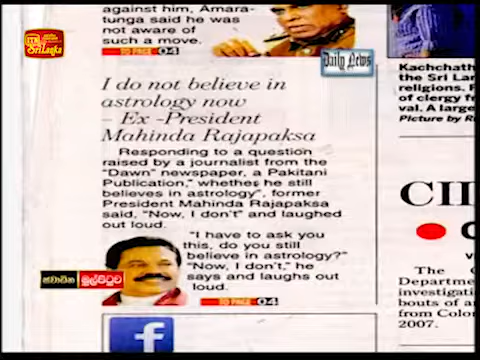 Sri Lanka
against him, Amara-
tunga said he was
not aware of
such a move.
TO PAGE 04
Daily News
I do not believe in
astrology now
– Ex -President
Mahinda Rajapaksa
Responding to a question
raised by a journalist from the
"Dawn" newspaper, a Pakitani
Publication," whether he still
believes in astrology", former
President Mahinda Rajapaksa
said, "Now, I don't" and laughed
out loud.
"I have to ask you
this, do you still
believe in astrology?"
"Now, I don't," he
says and laughs out
loud.
TO PAGE 04
ස්වාධීන මුල්පිටුව
f
Kachchath
the Sri Lan
religions. F
of clergy fr
val. A large
Picture by R
CII
The
Departme
investigati
bouts of a
from Color
2007.